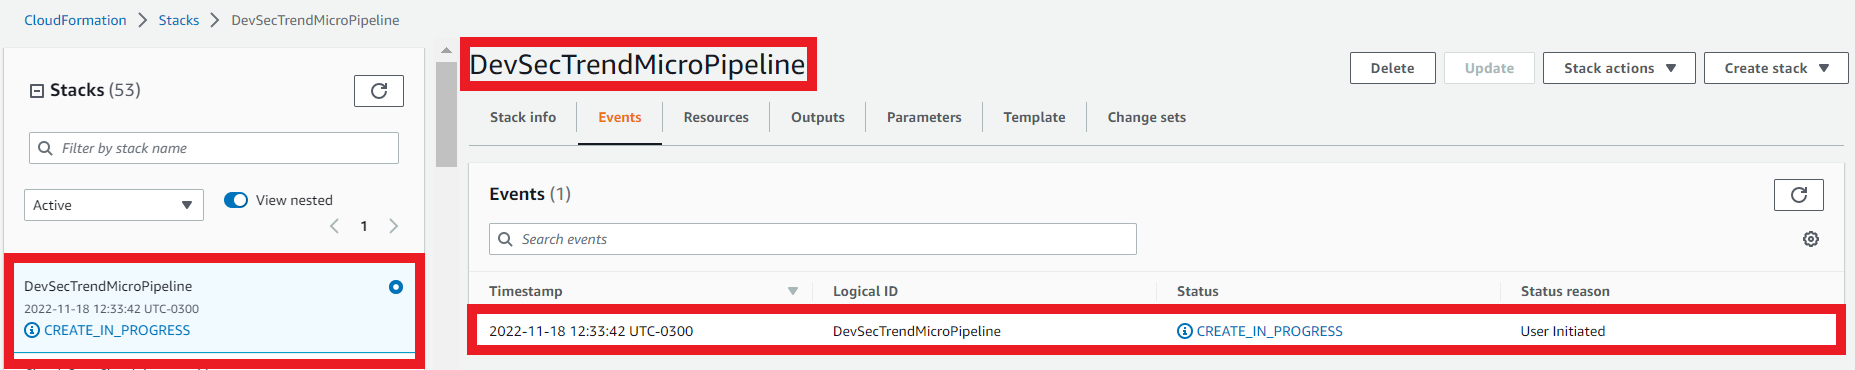 CloudFormation > Stacks > DevSecTrendMicroPipeline
Stacks (53)
Filter by stack name
Active
View nested
1
DevSecTrendMicroPipeline
2022-11-18 12:33:42 UTC-0300
CREATE_IN_PROGRESS
DevSecTrendMicroPipeline
Delete
Update
Stack actions
Create stack
Stack info
Events
Resources
Outputs
Parameters
Template
Change sets
Events (1)
Search events
Timestamp Logical ID Status Status reason
2022-11-18 12:33:42 UTC-0300 DevSecTrendMicroPipeline CREATE_IN_PROGRESS User Initiated